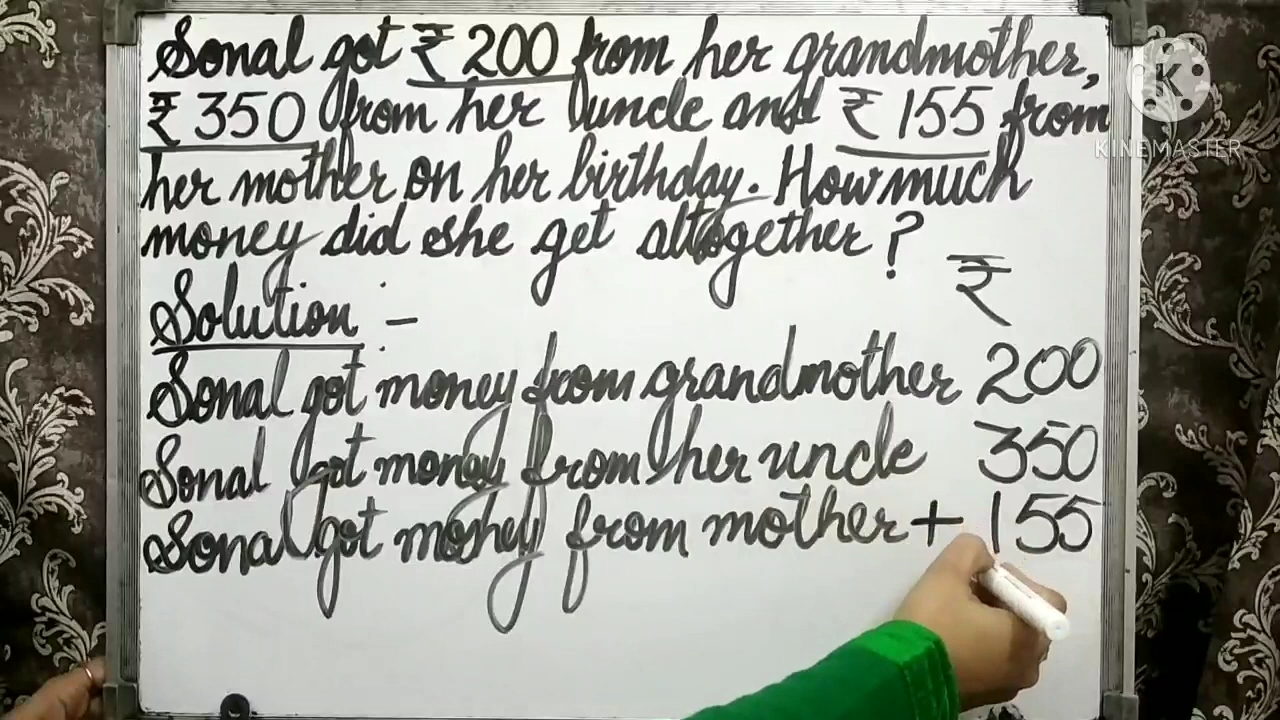 Sonal got ₹ 200 from her grandmother,
₹ 350 from her uncle and ₹ 155 from
her mother on her birthday. How much
money did she get altogether ?
Solution :-
₹
Sonal got money from grandmother 200
Sonal got money from her uncle 350
Sonal got money from mother + 155
K
KINEMASTER